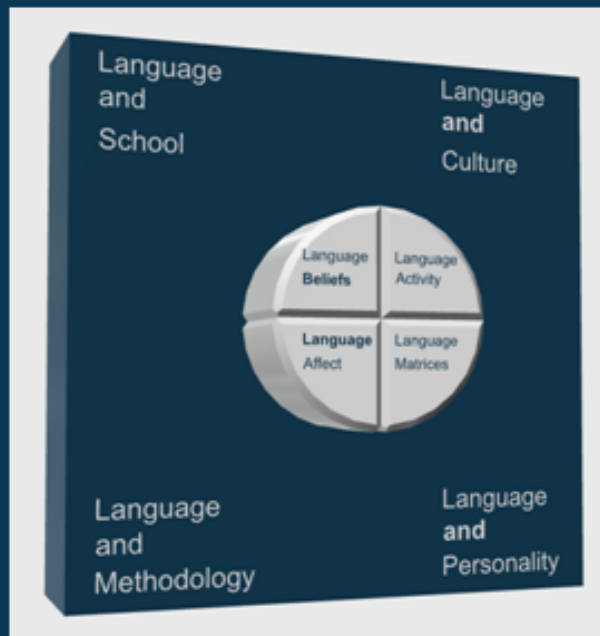 Language
and
School
Language
and
Culture
Language
Beliefs
Language
Activity
Language
Affect
Language
Matrices
Language
and
Methodology
Language
and
Personality